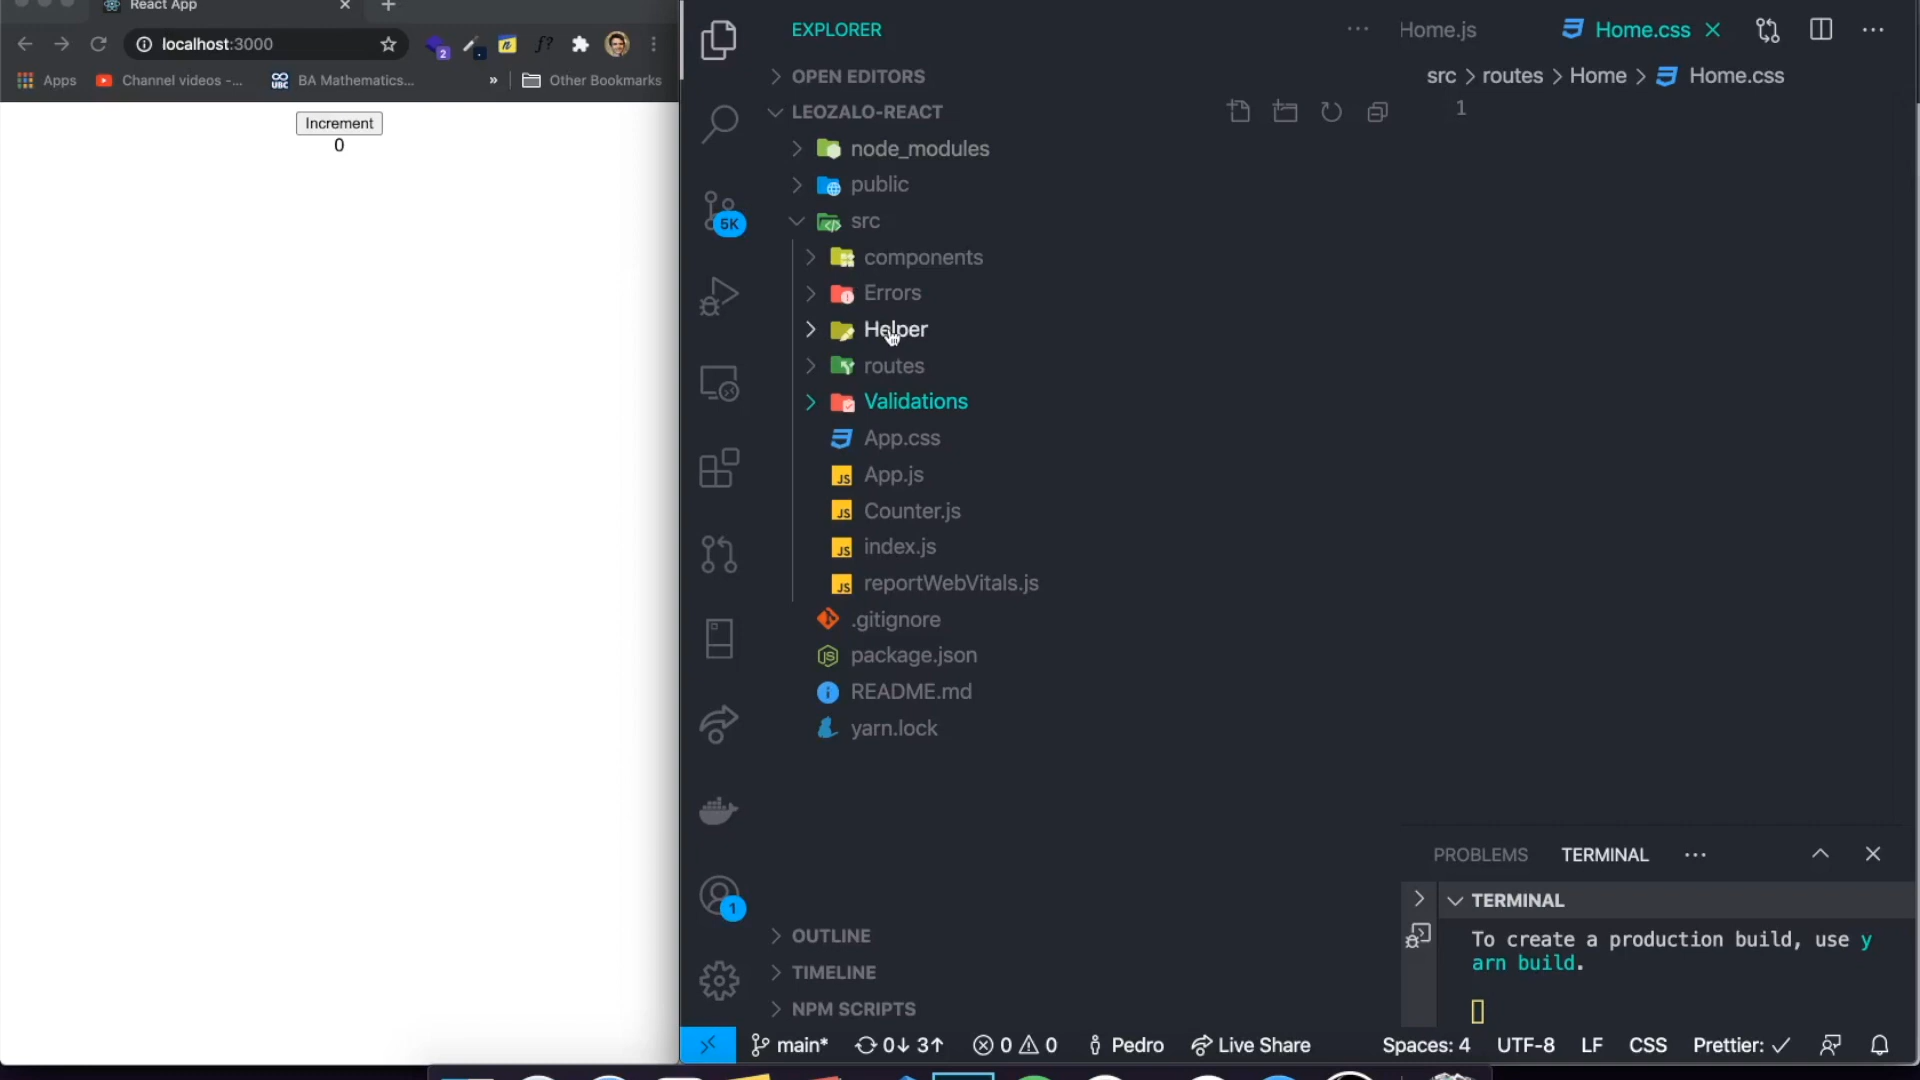 React App
localhost:3000
2
n
f?
Apps
Channel videos -...
UBC
BA Mathematics...
»
Other Bookmarks
Increment
0
EXPLORER
OPEN EDITORS
LEOZALO-REACT
node_modules
public
src
components
Errors
Helper
routes
Validations
App.css
App.js
Counter.js
index.js
reportWebVitals.js
.gitignore
package.json
README.md
yarn.lock
OUTLINE
TIMELINE
NPM SCRIPTS
5K
1
Home.js
Home.css
src > routes > Home > Home.css
1
PROBLEMS
TERMINAL
TERMINAL
To create a production build, use y
arn build.
main*
0↓ 3↑
0
0
Pedro
Live Share
Spaces: 4
UTF-8
LF
CSS
Prettier: ✓